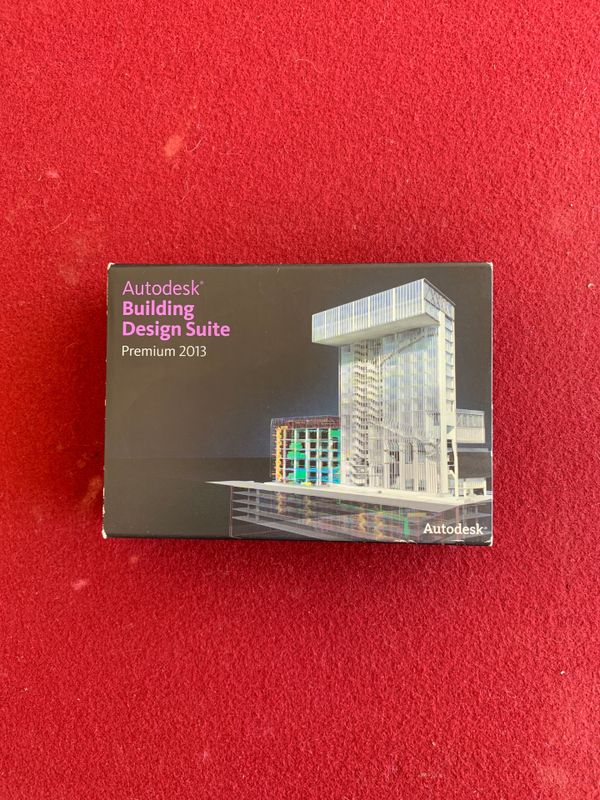 Autodesk®
Building
Design Suite
Premium 2013
Autodesk®